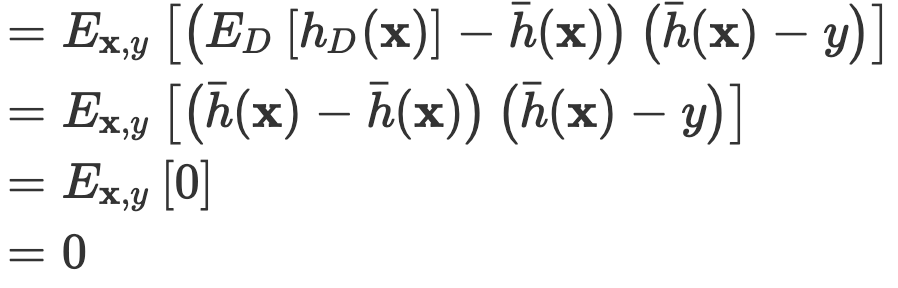 = E_{𝐱,y} [(E_D [h_D(𝐱)] − h̄(𝐱)) (h̄(𝐱) − y)]
= E_{𝐱,y} [(h̄(𝐱) − h̄(𝐱)) (h̄(𝐱) − y)]
= E_{𝐱,y} [0]
= 0